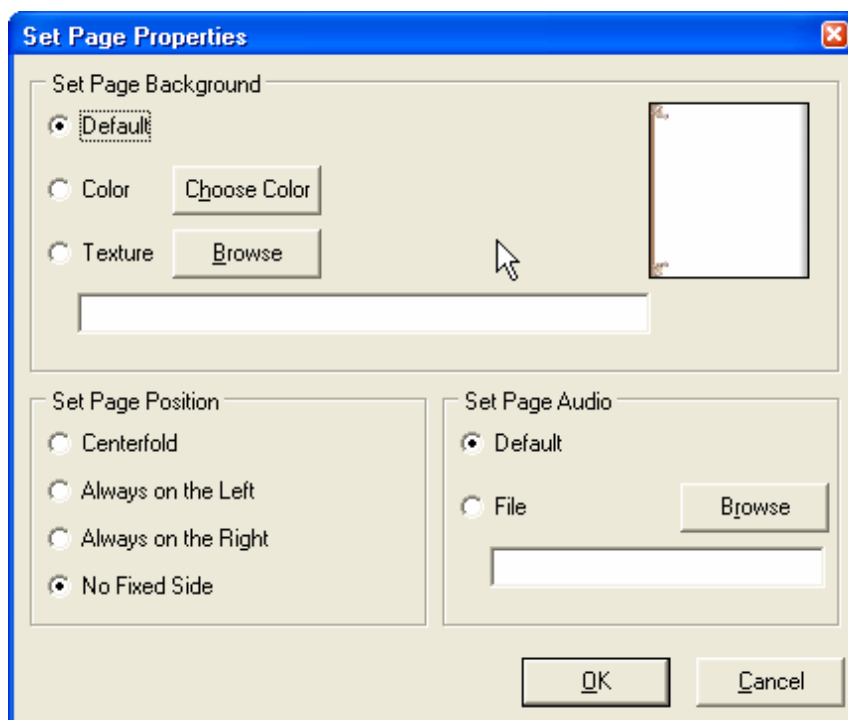 Set Page Properties
Set Page Background
Default
Color Choose Color
Texture Browse
Set Page Position
Centerfold
Always on the Left
Always on the Right
No Fixed Side
Set Page Audio
Default
File Browse
OK Cancel